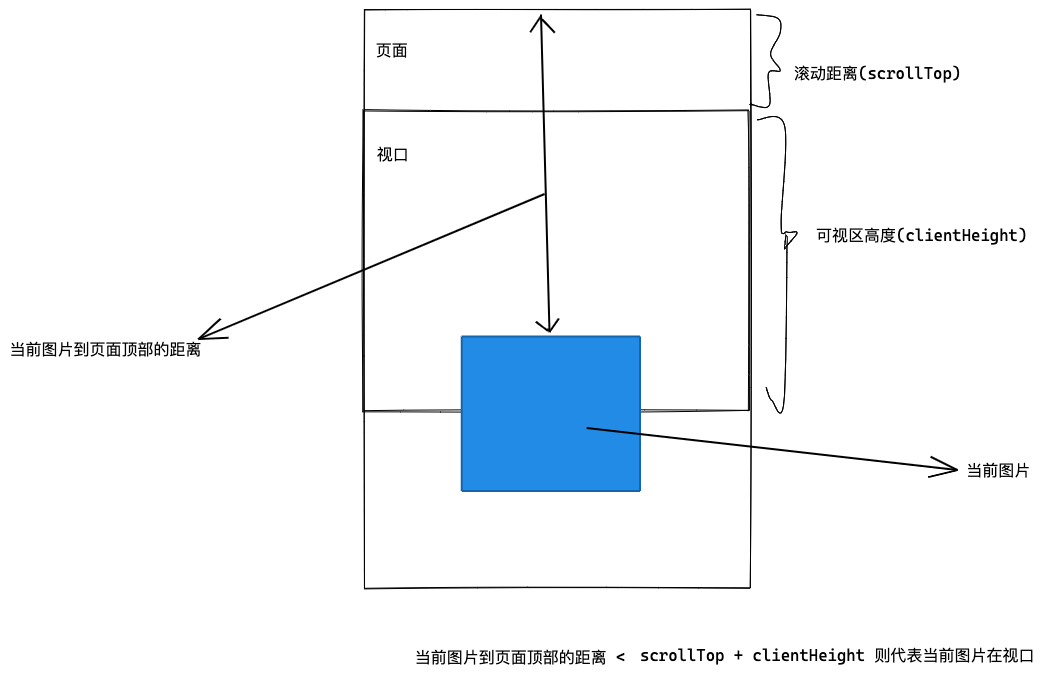 页面
滚动距离(scrollTop)
视口
可视区高度(clientHeight)
当前图片到页面顶部的距离
当前图片
当前图片到页面顶部的距离 < scrollTop + clientHeight 则代表当前图片在视口